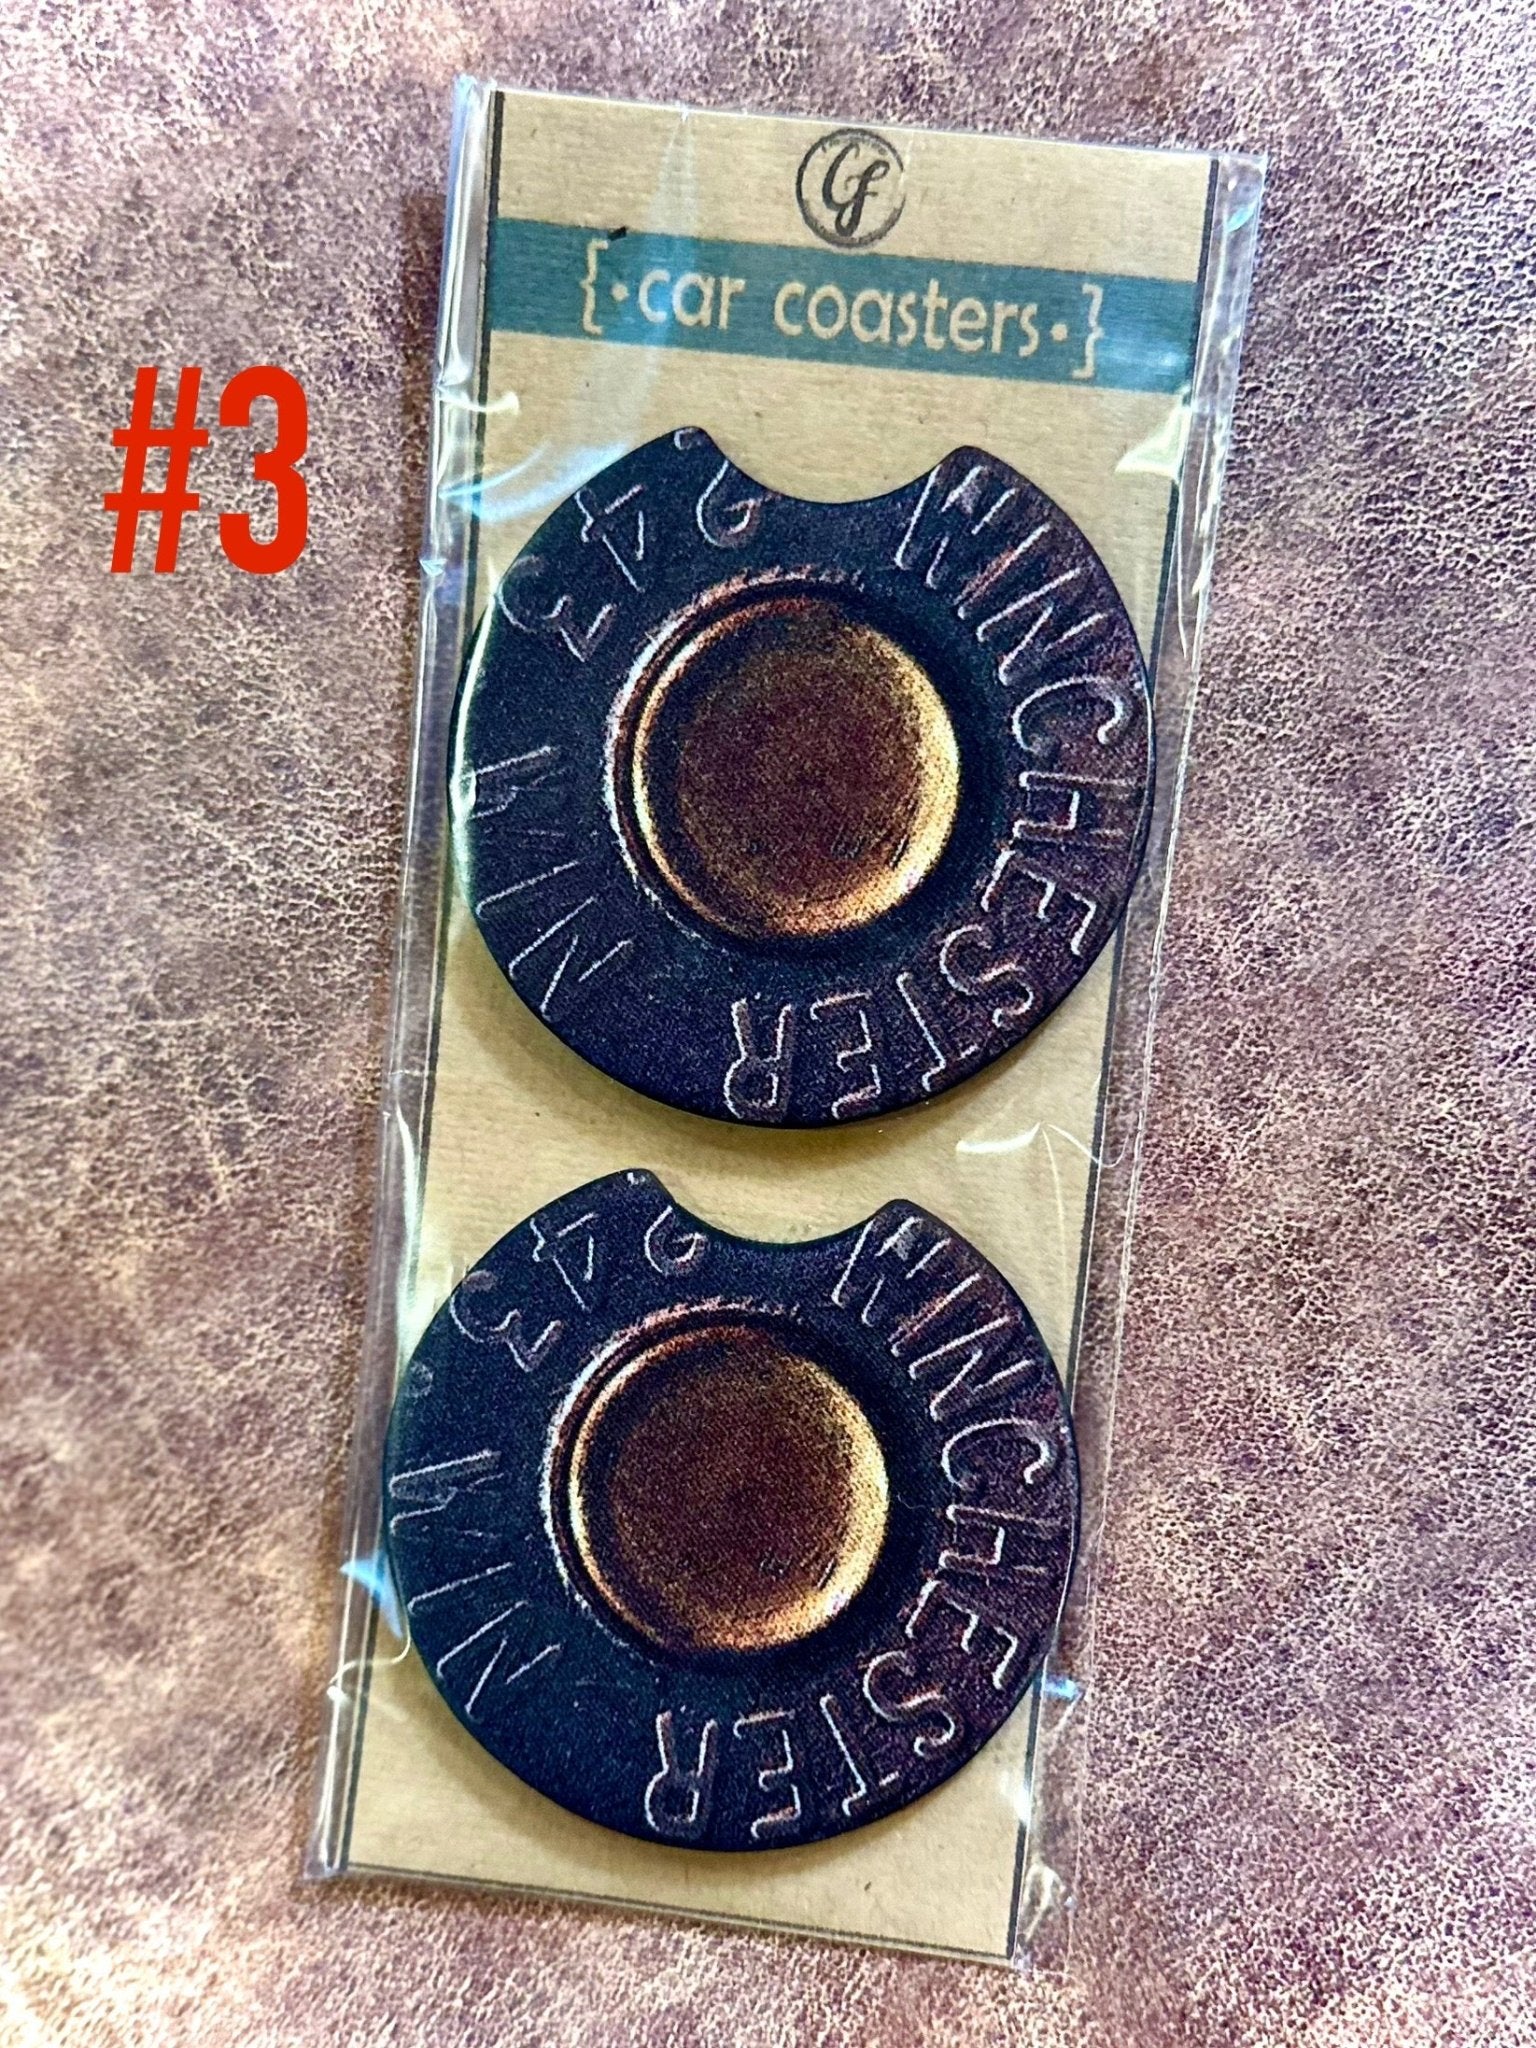 #3
Gf
{·car coasters·}
243 WINCHESTER
WIN
243 WINCHESTER
WIN